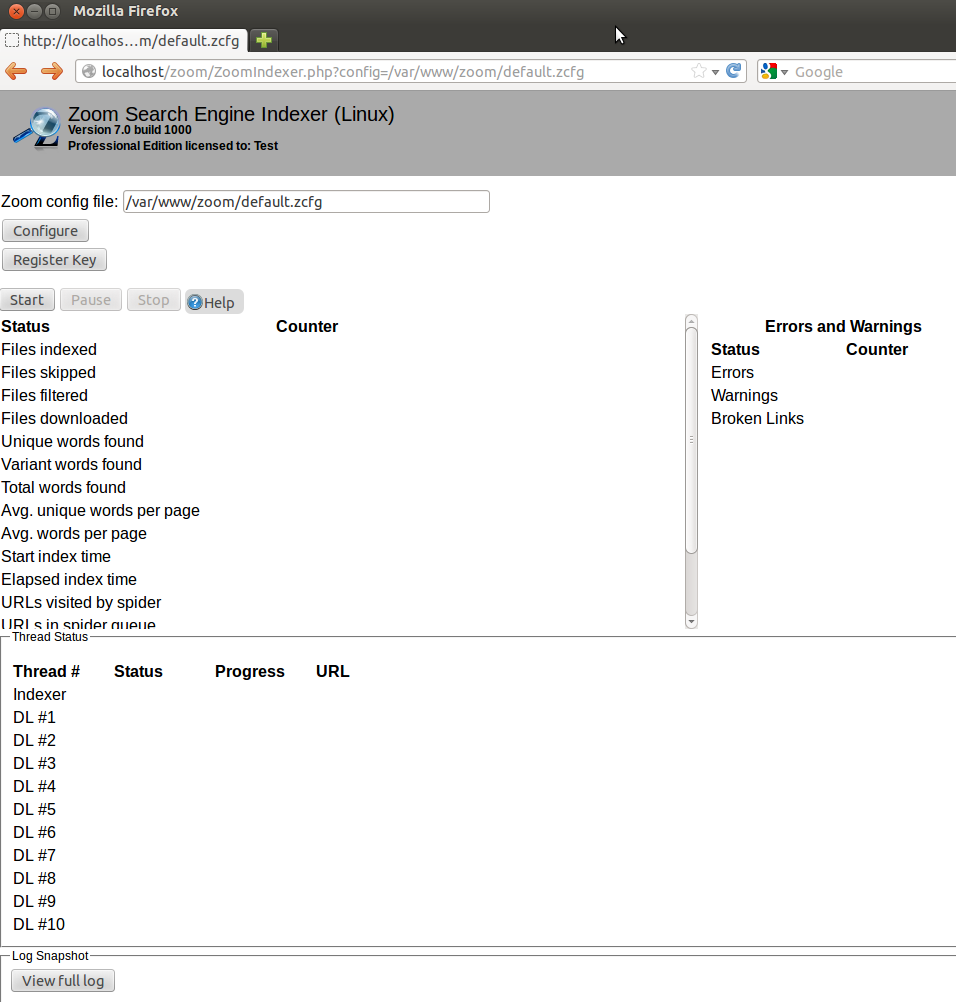 Mozilla Firefox
http://localhos...m/default.zcfg
localhost/zoom/ZoomIndexer.php?config=/var/www/zoom/default.zcfg
Google
Zoom Search Engine Indexer (Linux)
Version 7.0 build 1000
Professional Edition licensed to: Test
Zoom config file: /var/www/zoom/default.zcfg
Configure
Register Key
Start Pause Stop Help
Status Counter
Files indexed
Files skipped
Files filtered
Files downloaded
Unique words found
Variant words found
Total words found
Avg. unique words per page
Avg. words per page
Start index time
Elapsed index time
URLs visited by spider
URLs in spider queue
Errors and Warnings
Status Counter
Errors
Warnings
Broken Links
Thread Status
Thread # Status Progress URL
Indexer
DL #1
DL #2
DL #3
DL #4
DL #5
DL #6
DL #7
DL #8
DL #9
DL #10
Log Snapshot
View full log